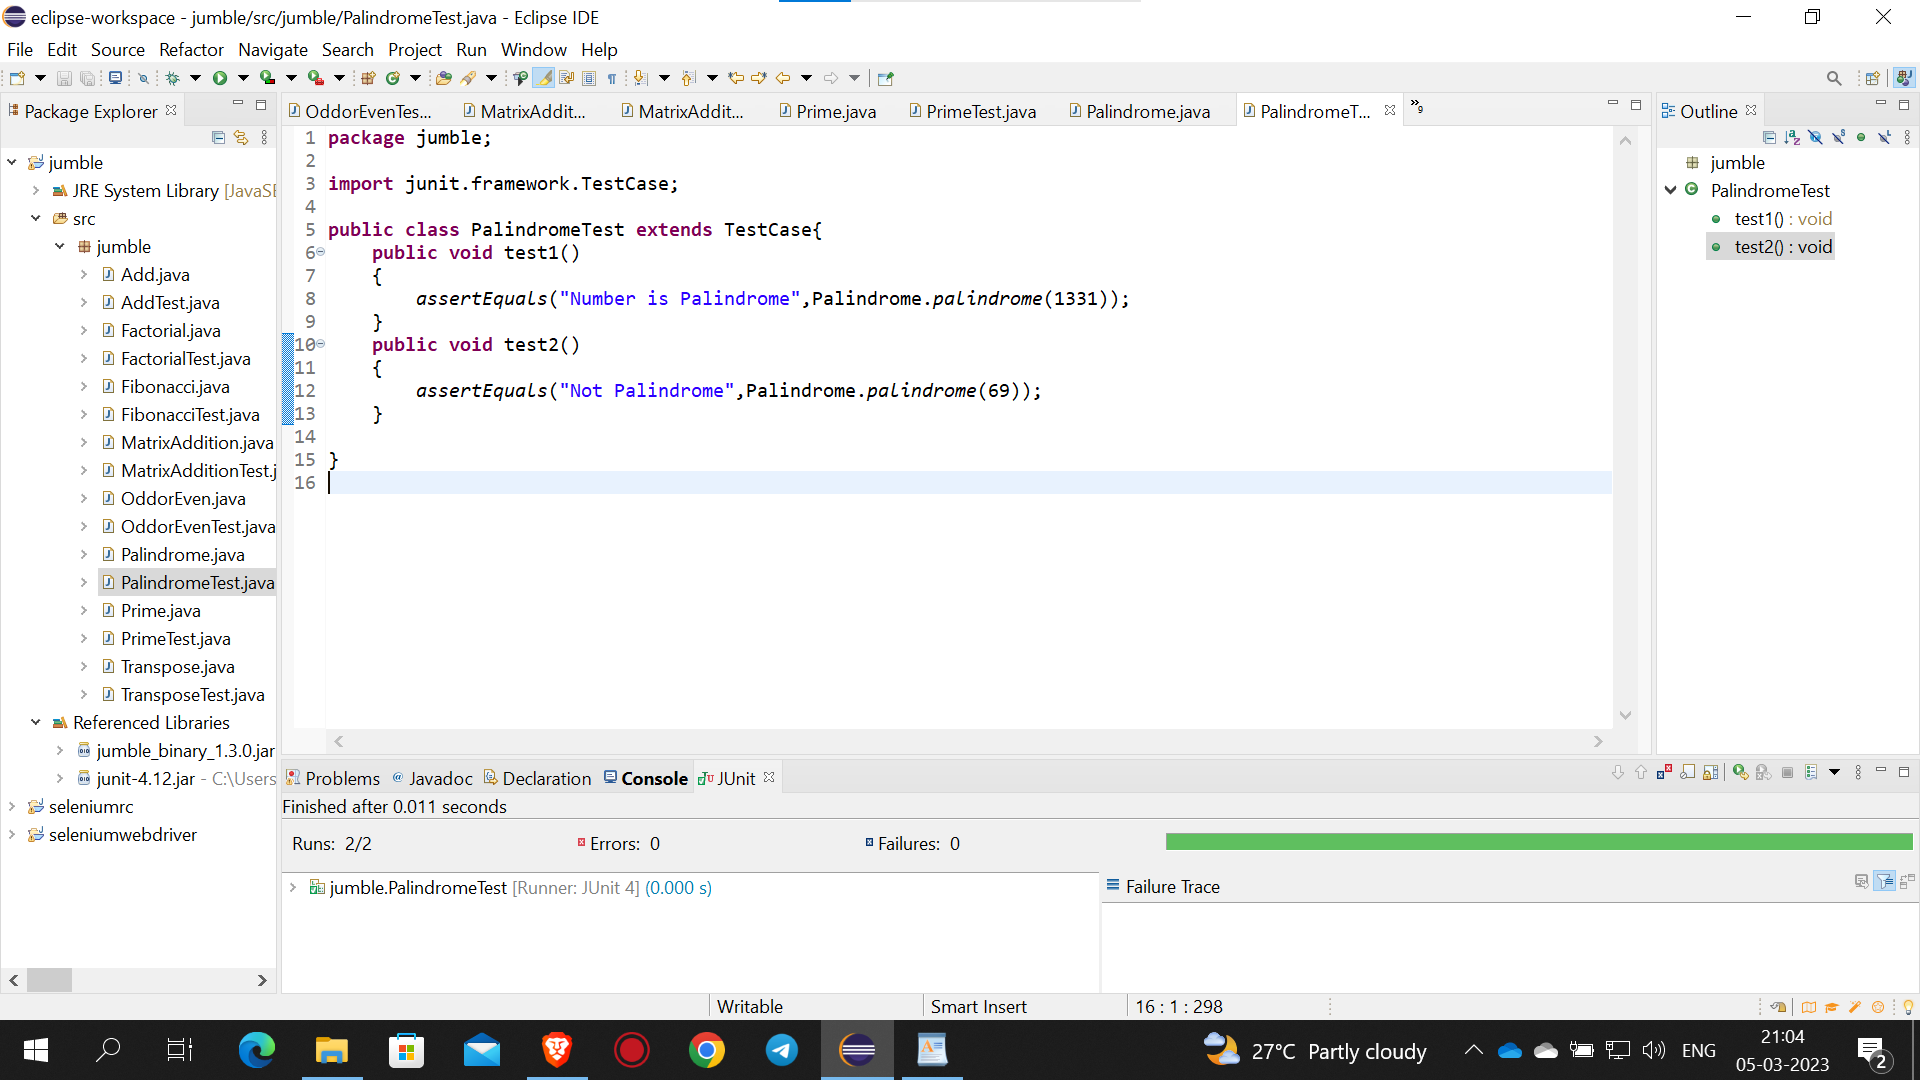 eclipse-workspace - jumble/src/jumble/PalindromeTest.java - Eclipse IDE
File Edit Source Refactor Navigate Search Project Run Window Help
Package Explorer
jumble
JRE System Library [JavaSE
src
jumble
Add.java
AddTest.java
Factorial.java
FactorialTest.java
Fibonacci.java
FibonacciTest.java
MatrixAddition.java
MatrixAdditionTest.j
OddorEven.java
OddorEvenTest.java
Palindrome.java
PalindromeTest.java
Prime.java
PrimeTest.java
Transpose.java
TransposeTest.java
Referenced Libraries
jumble_binary_1.3.0.jar
junit-4.12.jar - C:\Users
seleniumrc
seleniumwebdriver
OddorEvenTes... MatrixAddit... MatrixAddit... Prime.java PrimeTest.java Palindrome.java PalindromeT... »9
1 package jumble;
2
3 import junit.framework.TestCase;
4
5 public class PalindromeTest extends TestCase{
6 public void test1()
7 {
8 assertEquals("Number is Palindrome",Palindrome.palindrome(1331));
9 }
10 public void test2()
11 {
12 assertEquals("Not Palindrome",Palindrome.palindrome(69));
13 }
14
15 }
16
Outline
jumble
PalindromeTest
test1() : void
test2() : void
Problems @ Javadoc Declaration Console JUnit
Finished after 0.011 seconds
Runs: 2/2 Errors: 0 Failures: 0
jumble.PalindromeTest [Runner: JUnit 4] (0.000 s)
Failure Trace
Writable Smart Insert 16 : 1 : 298
27°C Partly cloudy ENG 21:04
05-03-2023 2